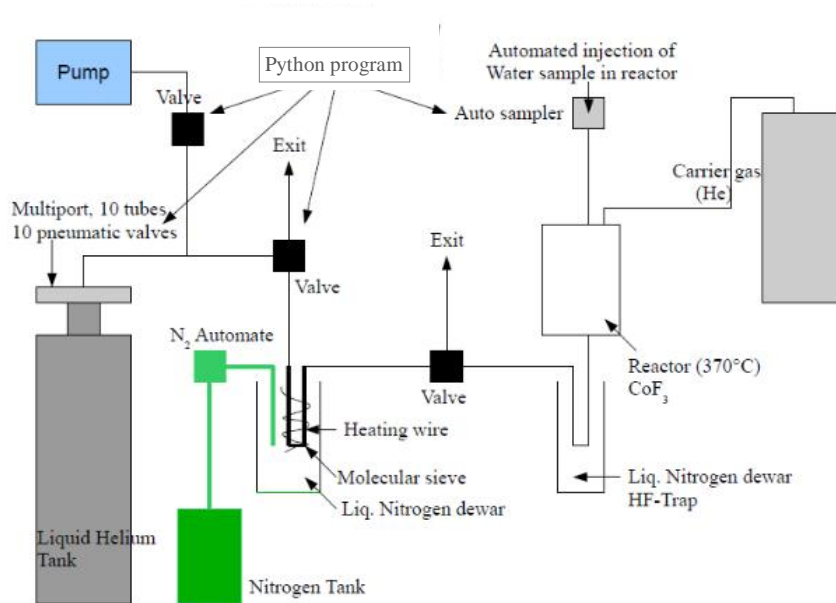 Pump
Python program
Automated injection of
Water sample in reactor
Valve
Auto sampler
Exit
Carrier gas
(He)
Multiport, 10 tubes
10 pneumatic valves
Exit
Valve
N₂ Automate
Valve
Reactor (370°C)
CoF₃
Heating wire
Molecular sieve
Liq. Nitrogen dewar
Liq. Nitrogen dewar
HF-Trap
Liquid Helium
Tank
Nitrogen Tank